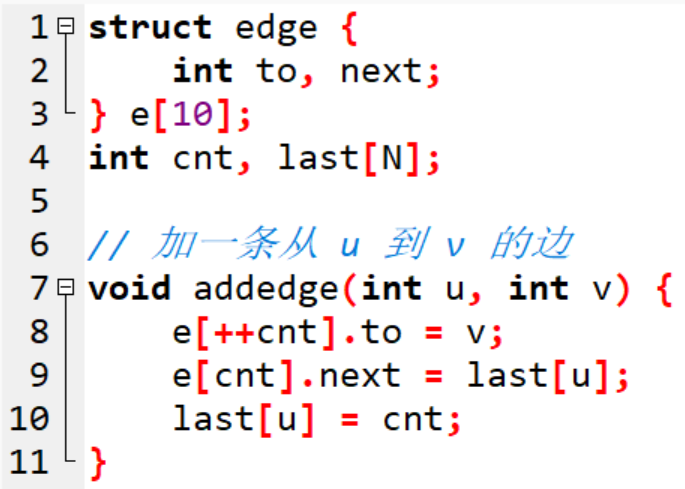 1 struct edge {
2 int to, next;
3 } e[10];
4 int cnt, last[N];
5
6 // 加一条从 u 到 v 的边
7 void addedge(int u, int v) {
8 e[++cnt].to = v;
9 e[cnt].next = last[u];
10 last[u] = cnt;
11 }